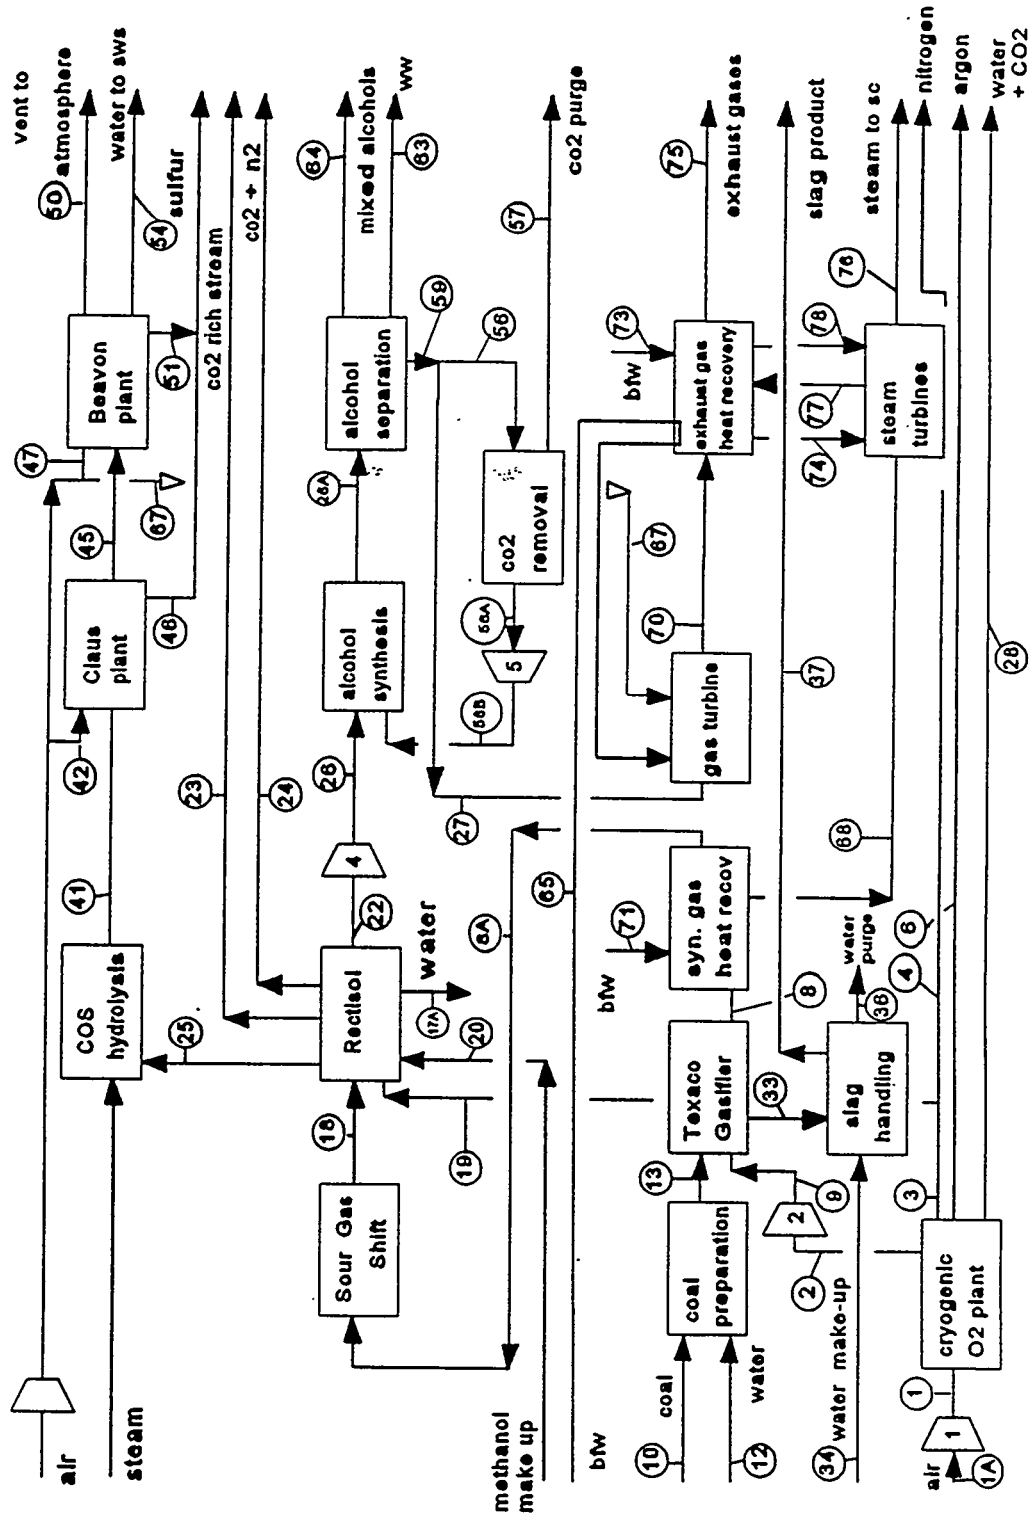 vent to
atmosphere
50
water to sws
54
sulfur
air
steam
COS
hydrolysis
41
42
Claus
plant
45
46
47
67
Beavon
plant
51
co2 rich stream
co2 + n2
23
24
25
Sour Gas
Shift
18
19
20
Rectisol
17A
water
22
4
26
alcohol
synthesis
26A
alcohol
separation
64
mixed alcohols
63
ww
59
56
co2
removal
57
co2 purge
56A
5
56B
27
8A
65
methanol
make up
bfw
10
coal
12
water
coal
preparation
13
Texaco
Gasifier
8
bfw
71
syn. gas
heat recov
gas turbine
67
70
bfw
73
exhaust gas
heat recovery
75
exhaust gases
37
slag product
2
2
9
33
34
water make-up
slag
handling
36
water
purge
68
74
77
78
steam
turbines
76
steam to sc
nitrogen
argon
water
+ CO2
air
1A
1
1
cryogenic
O2 plant
3
4
6
28